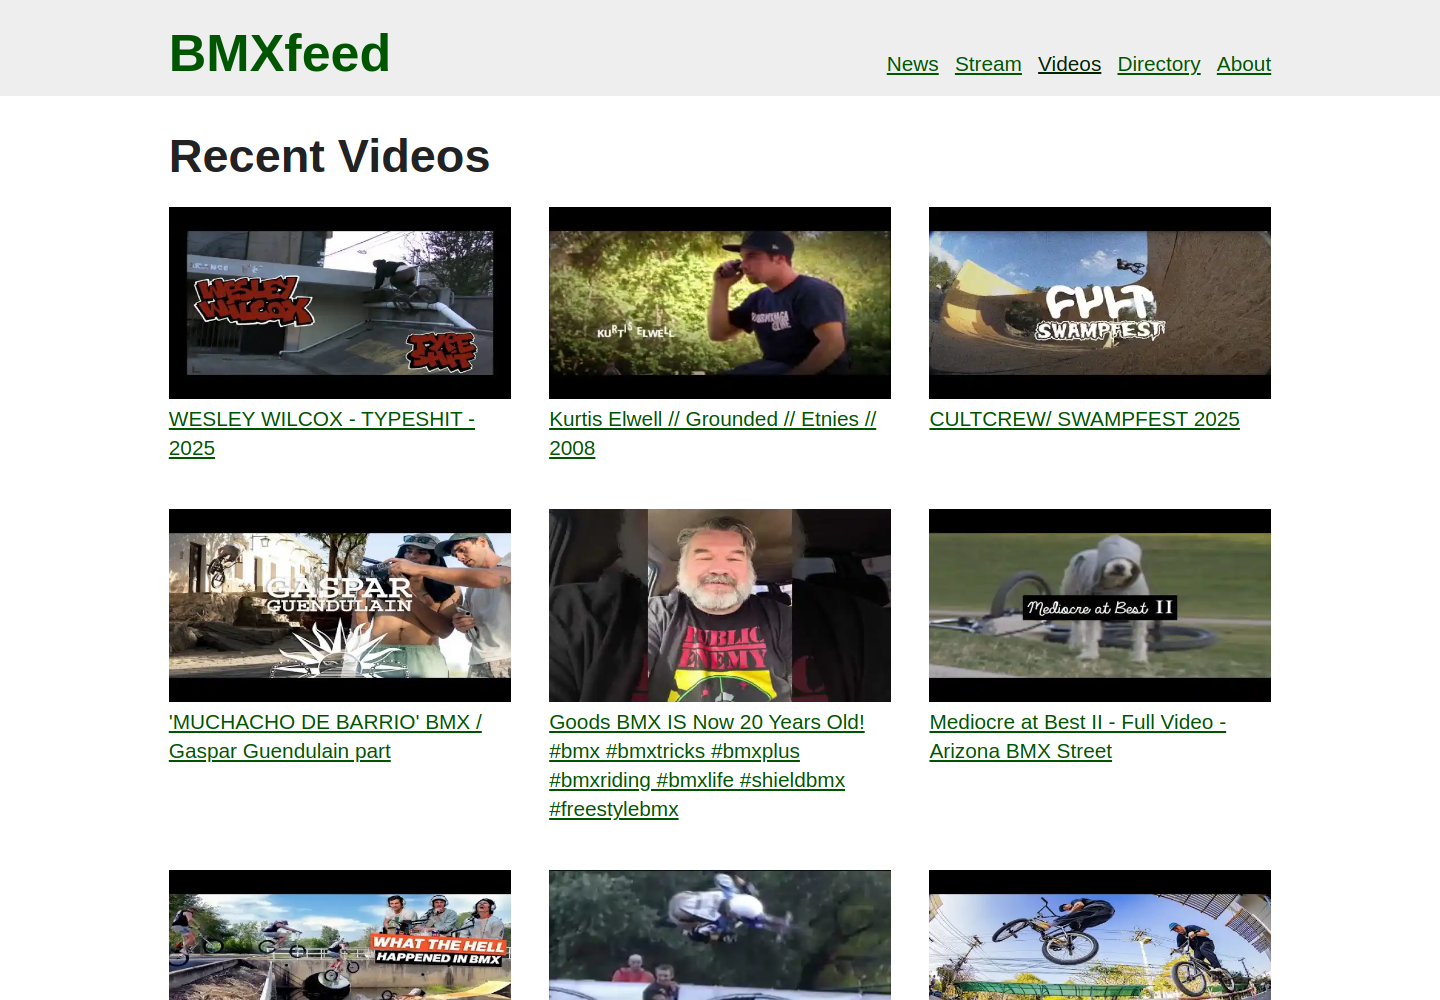 BMXfeed
News Stream Videos Directory About
Recent Videos
WESLEY WILCOX
TYPE SHIT
WESLEY WILCOX - TYPESHIT -
2025
KURTIS ELWELL
Kurtis Elwell // Grounded // Etnies //
2008
CULT
SWAMPFEST
CULTCREW/ SWAMPFEST 2025
GASPAR
GUENDULAIN
'MUCHACHO DE BARRIO' BMX /
Gaspar Guendulain part
PUBLIC
ENEMY
Goods BMX IS Now 20 Years Old!
#bmx #bmxtricks #bmxplus
#bmxriding #bmxlife #shieldbmx
#freestylebmx
Mediocre at Best II
Mediocre at Best II - Full Video -
Arizona BMX Street
WHAT THE HELL
HAPPENED IN BMX